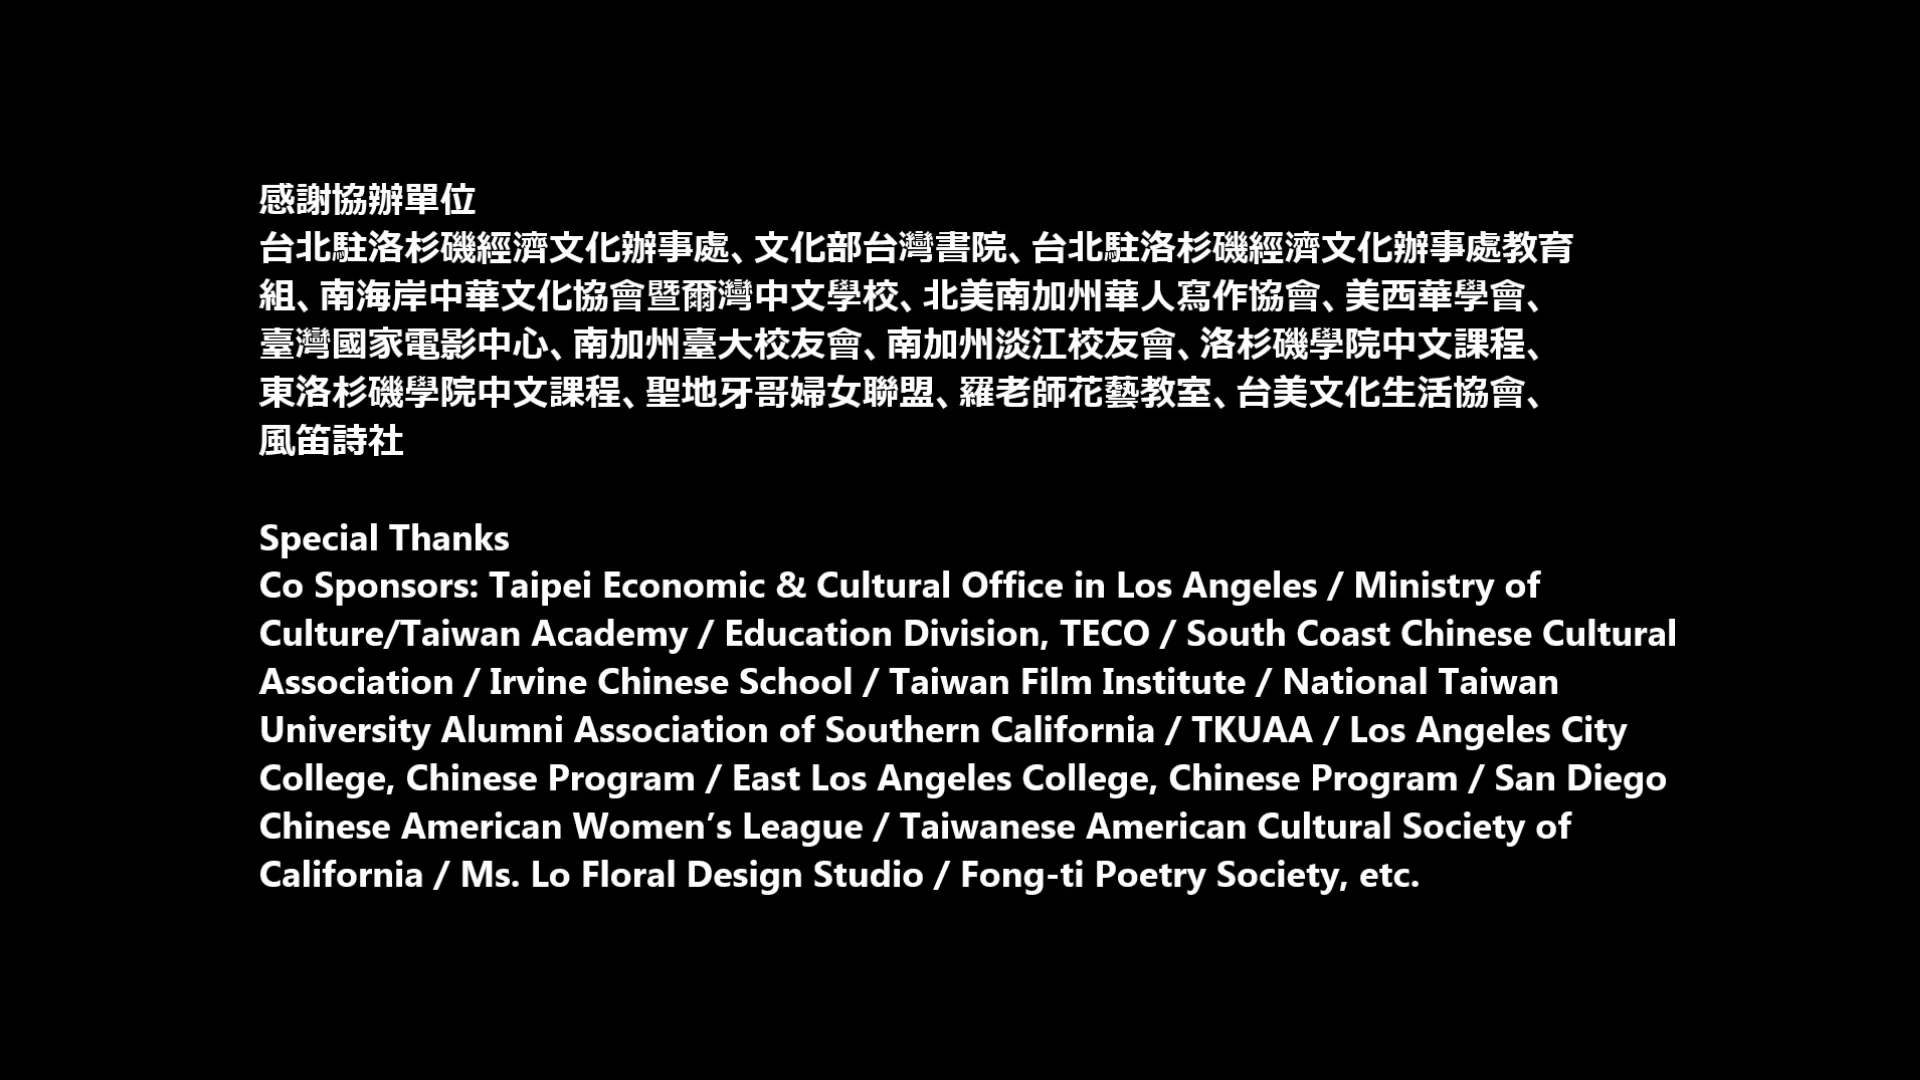 感謝協辦單位
台北駐洛杉磯經濟文化辦事處、文化部台灣書院、台北駐洛杉磯經濟文化辦事處教育
組、南海岸中華文化協會暨爾灣中文學校、北美南加州華人寫作協會、美西華學會、
臺灣國家電影中心、南加州臺大校友會、南加州淡江校友會、洛杉磯學院中文課程、
東洛杉磯學院中文課程、聖地牙哥婦女聯盟、羅老師花藝教室、台美文化生活協會、
風笛詩社
Special Thanks
Co Sponsors: Taipei Economic & Cultural Office in Los Angeles / Ministry of
Culture/Taiwan Academy / Education Division, TECO / South Coast Chinese Cultural
Association / Irvine Chinese School / Taiwan Film Institute / National Taiwan
University Alumni Association of Southern California / TKUAA / Los Angeles City
College, Chinese Program / East Los Angeles College, Chinese Program / San Diego
Chinese American Women’s League / Taiwanese American Cultural Society of
California / Ms. Lo Floral Design Studio / Fong-ti Poetry Society, etc.